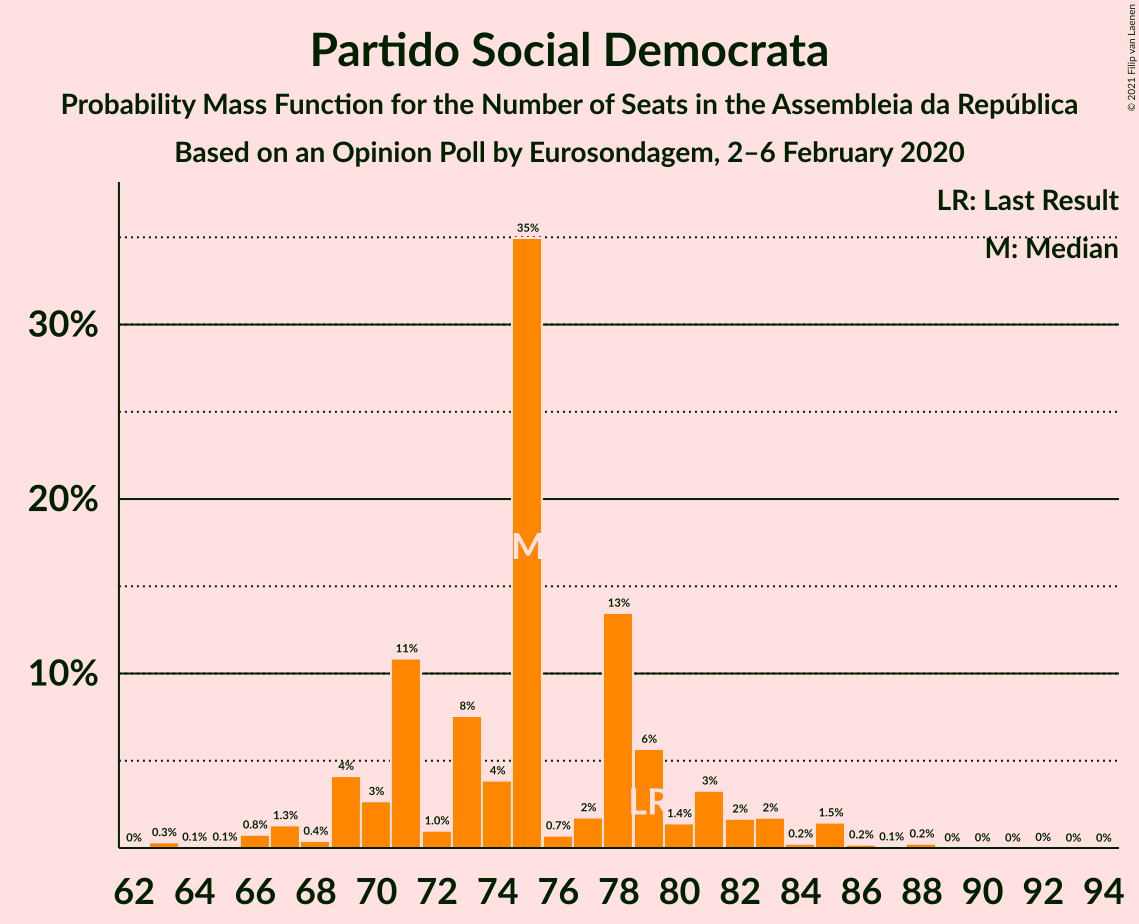 Partido Social Democrata
Probability Mass Function for the Number of Seats in the Assembleia da República
Based on an Opinion Poll by Eurosondagem, 2–6 February 2020
© 2021 Filip van Laenen
LR: Last Result
M: Median
30%
20%
10%
0% 0.3% 0.1% 0.1% 0.8% 1.3% 0.4% 4% 3% 11% 1.0% 8% 4% 35% 0.7% 2% 13% 6% 1.4% 3% 2% 2% 0.2% 1.5% 0.2% 0.1% 0.2% 0% 0% 0% 0% 0% 0%
M
LR
62 64 66 68 70 72 74 76 78 80 82 84 86 88 90 92 94